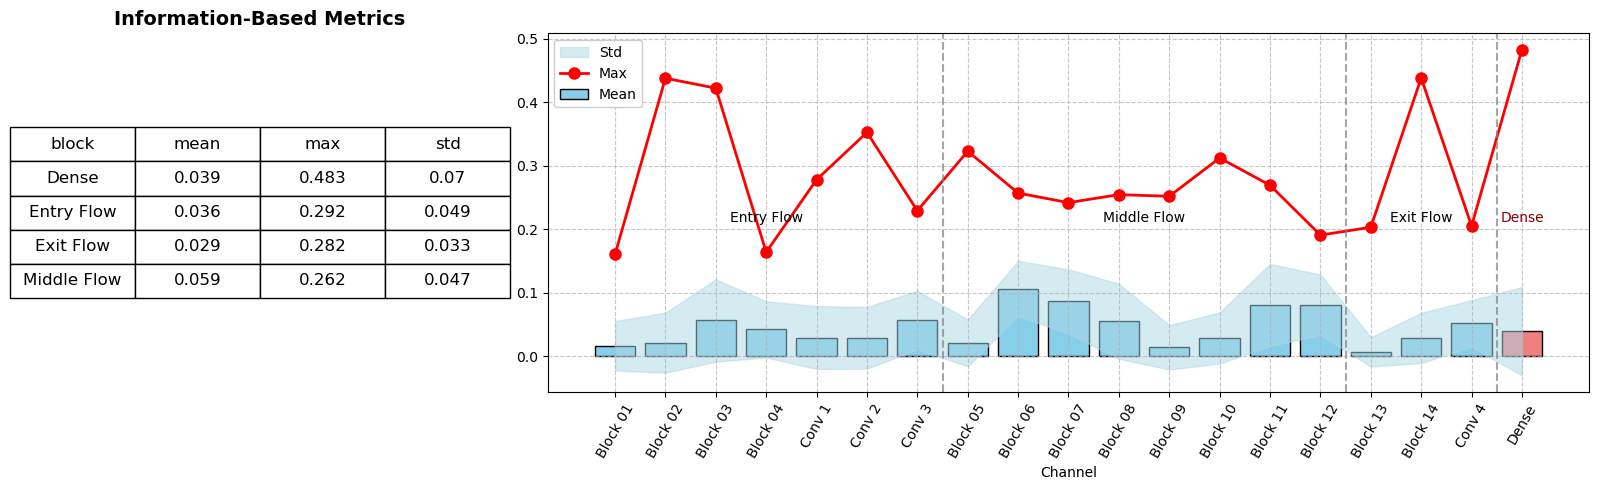 Information-Based Metrics
block mean max std
Dense 0.039 0.483 0.07
Entry Flow 0.036 0.292 0.049
Exit Flow 0.029 0.282 0.033
Middle Flow 0.059 0.262 0.047
0.5
0.4
0.3
0.2
0.1
0.0
Std
Max
Mean
Entry Flow
Middle Flow
Exit Flow
Dense
Block 01
Block 02
Block 03
Block 04
Conv 1
Conv 2
Conv 3
Block 05
Block 06
Block 07
Block 08
Block 09
Block 10
Block 11
Block 12
Block 13
Block 14
Conv 4
Dense
Channel